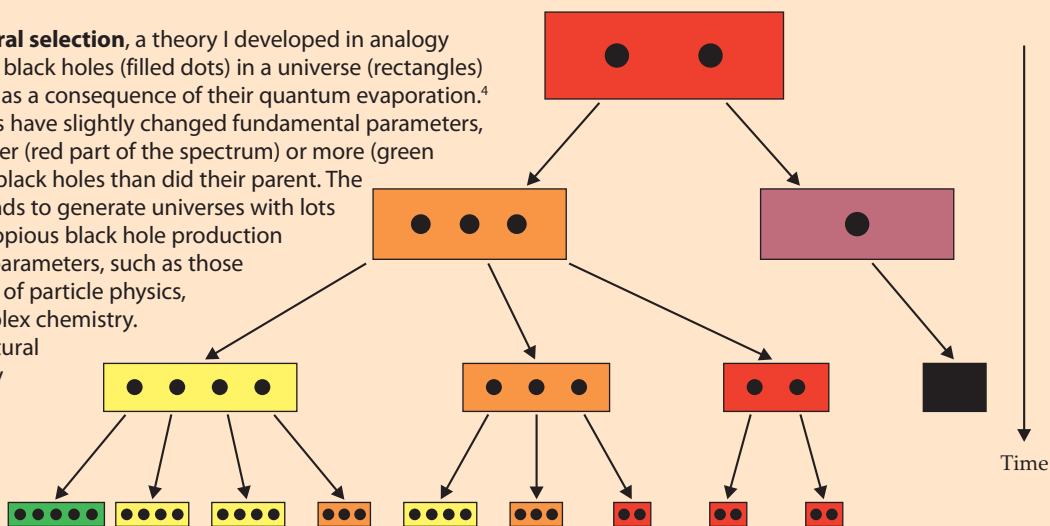 ral selection, a theory I developed in analogy
black holes (filled dots) in a universe (rectangles)
as a consequence of their quantum evaporation.4
s have slightly changed fundamental parameters,
er (red part of the spectrum) or more (green
black holes than did their parent. The
nds to generate universes with lots
opious black hole production
parameters, such as those
of particle physics,
plex chemistry.
tural
Time